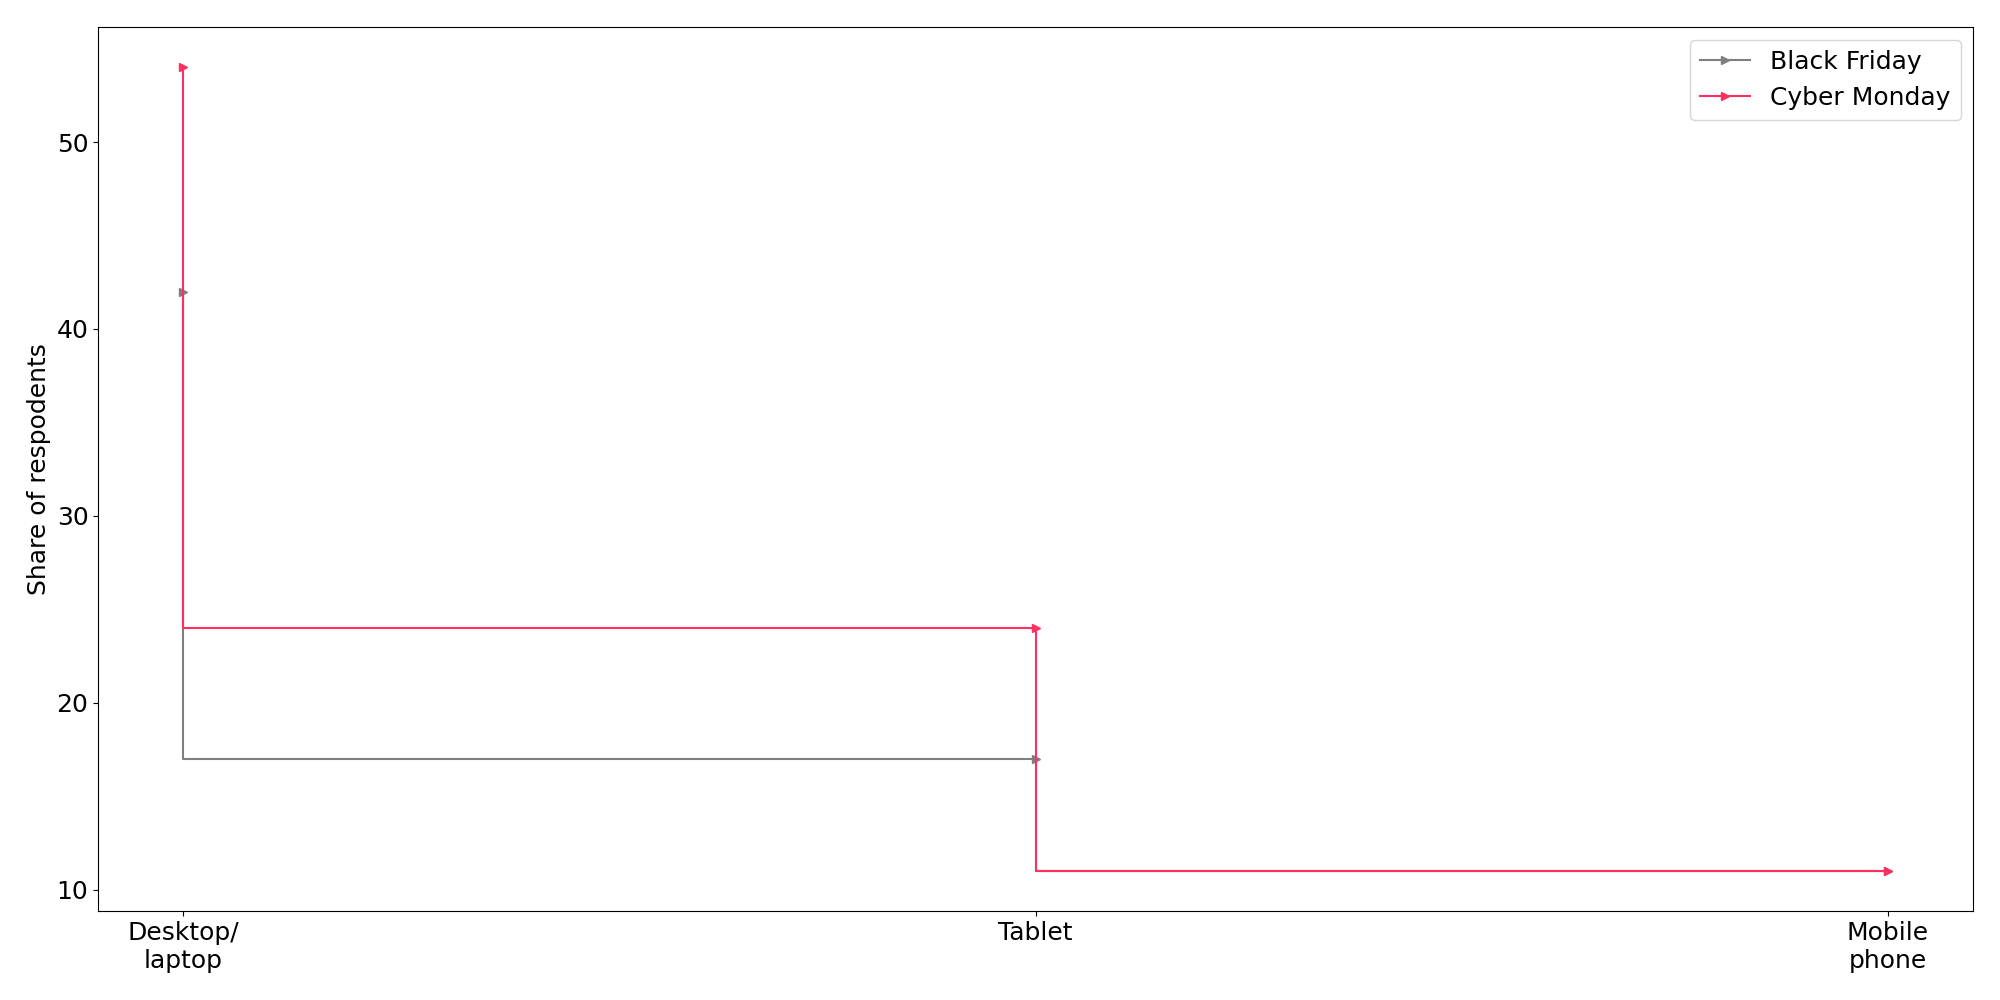 Black Friday
Cyber Monday
Share of respodents
50
40
30
20
10
Desktop/
laptop
Tablet
Mobile
phone